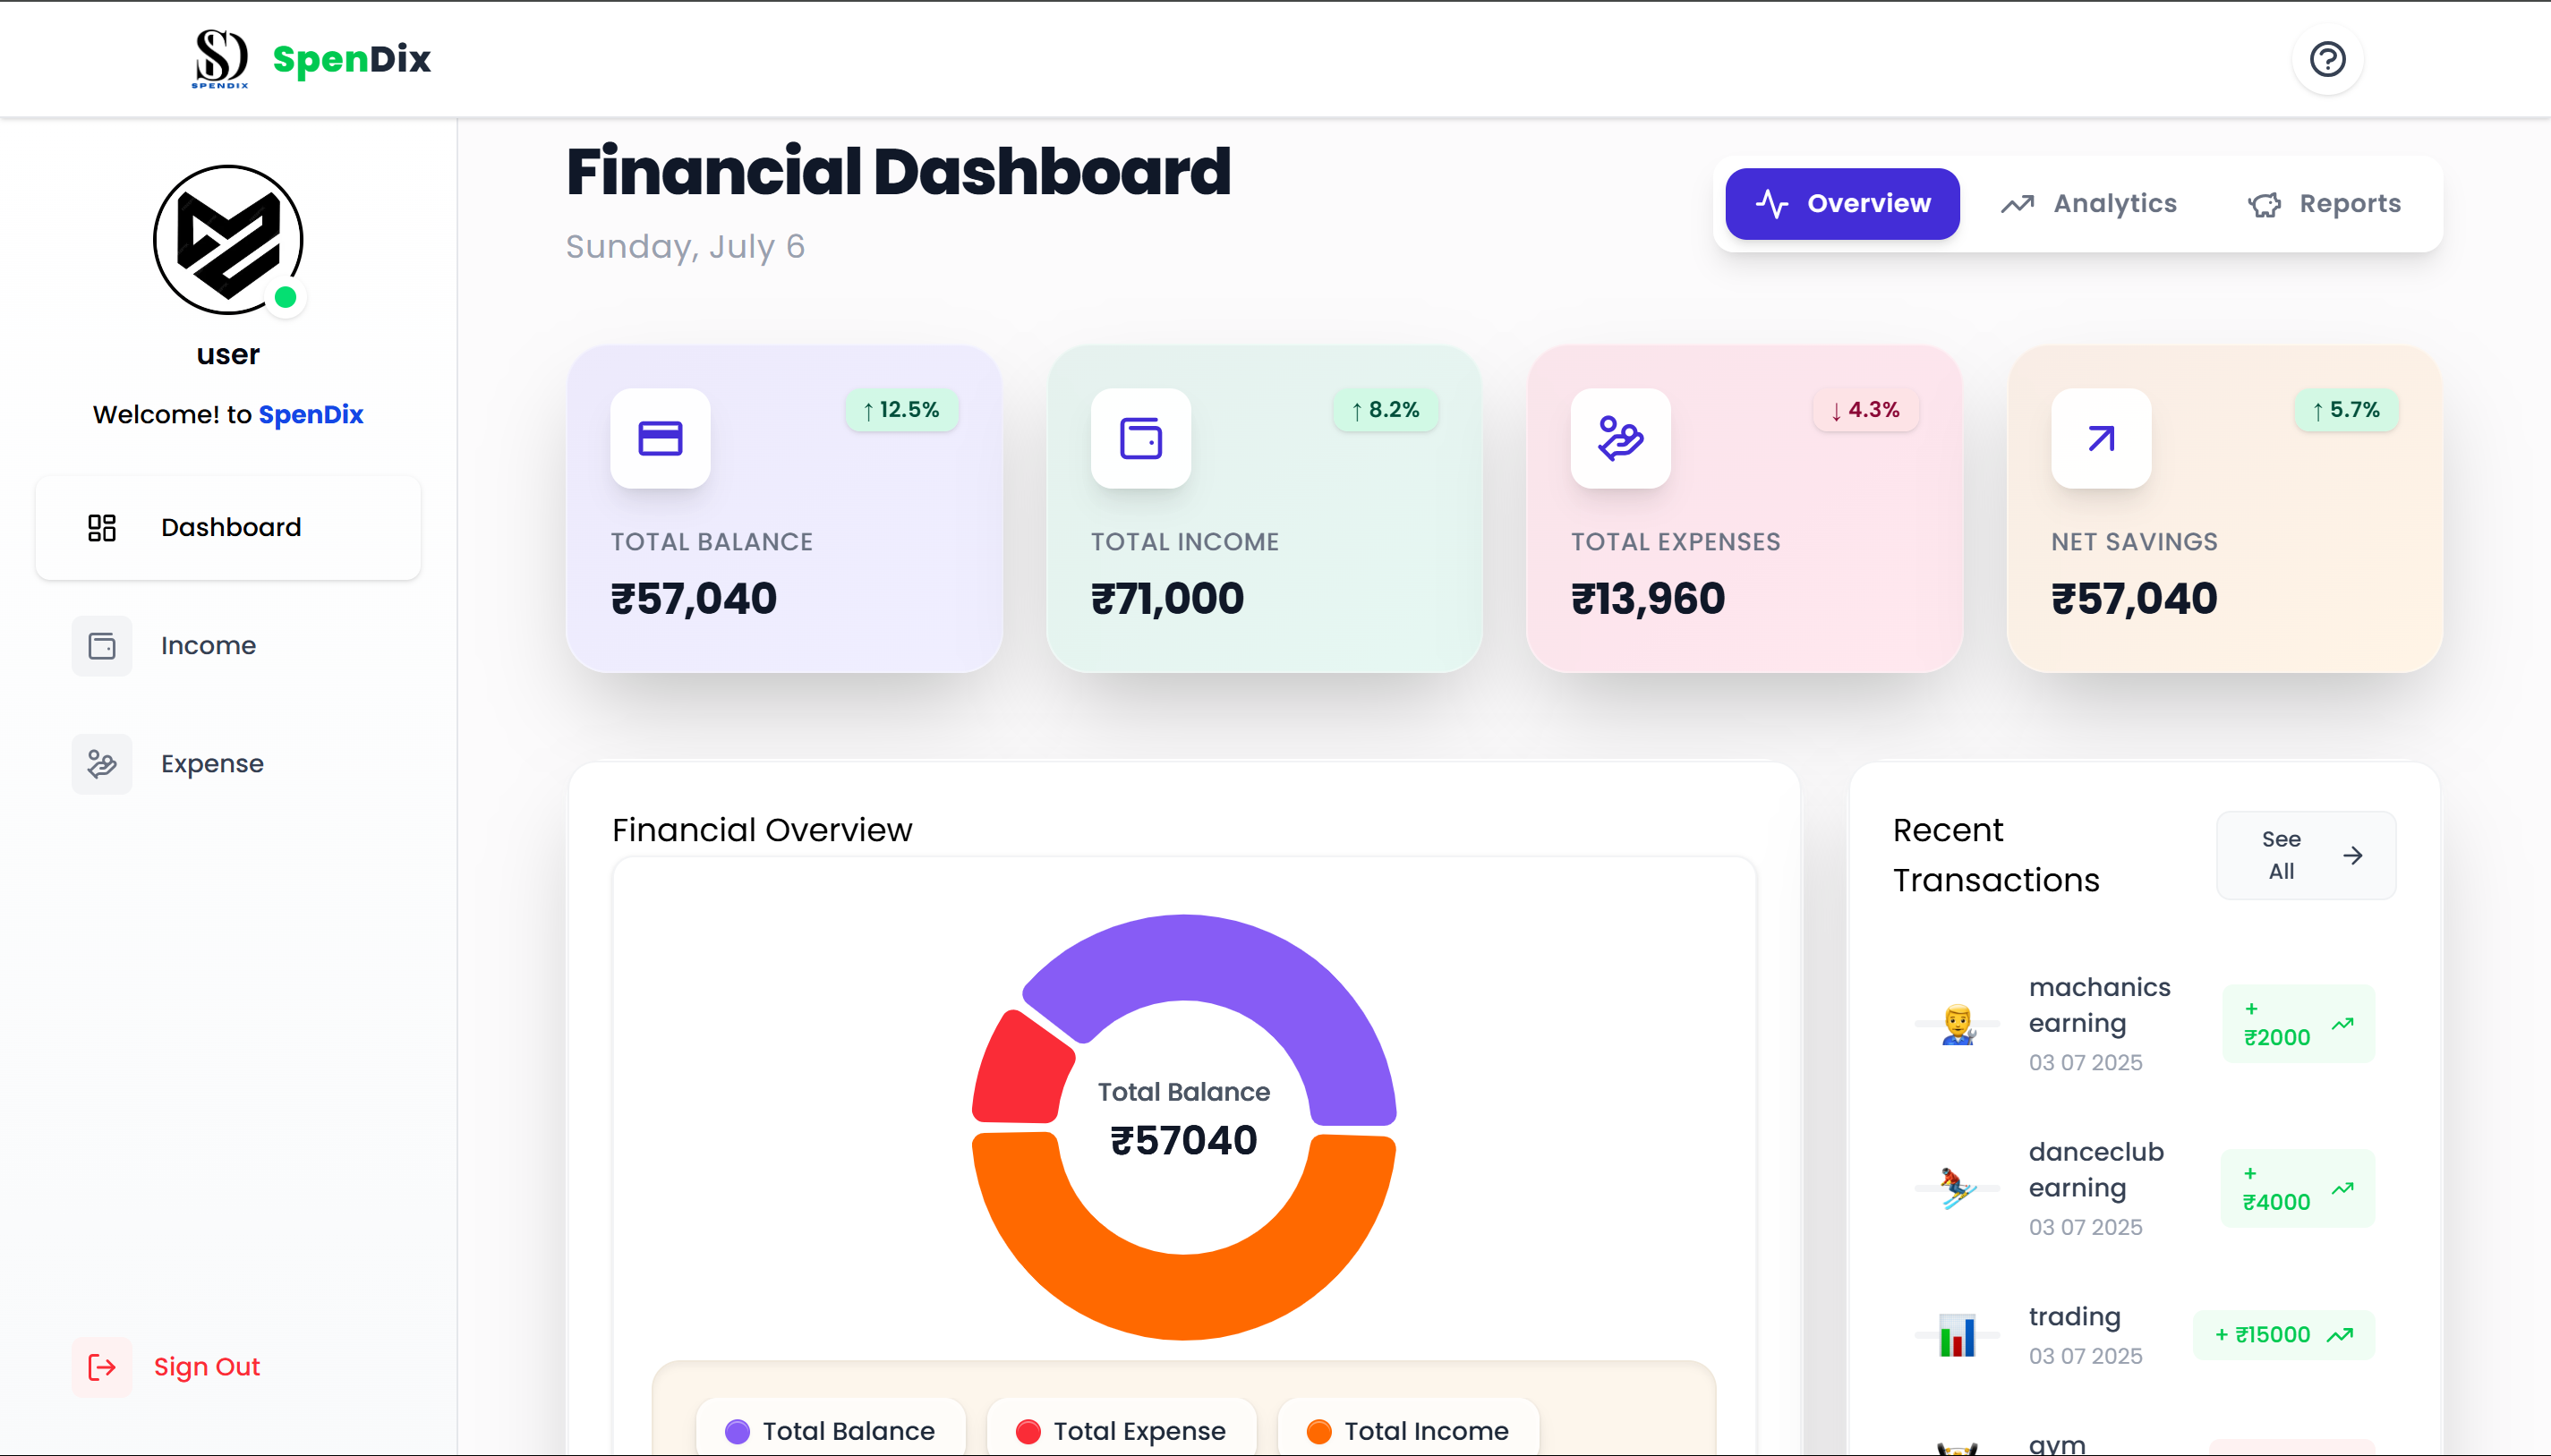 SPENDIX
SpenDix
user
Welcome! to SpenDix
Dashboard
Income
Expense
Sign Out
Financial Dashboard
Sunday, July 6
Overview
Analytics
Reports
↑ 12.5%
TOTAL BALANCE
₹57,040
↑ 8.2%
TOTAL INCOME
₹71,000
↓ 4.3%
TOTAL EXPENSES
₹13,960
↑ 5.7%
NET SAVINGS
₹57,040
Financial Overview
Total Balance
₹57040
Total Balance
Total Expense
Total Income
Recent
Transactions
See
All
machanics
earning
03 07 2025
+
₹2000
danceclub
earning
03 07 2025
+
₹4000
trading
03 07 2025
+ ₹15000
gym